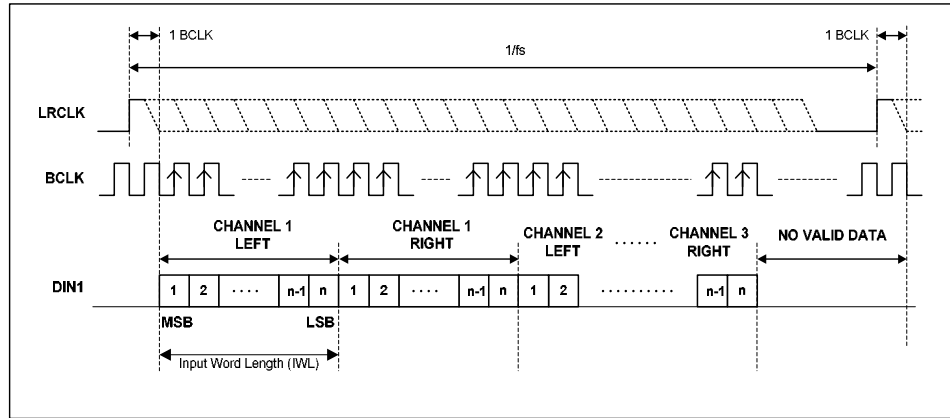 1 BCLK
1 BCLK
1/fs
LRCLK
BCLK
CHANNEL 1
LEFT
CHANNEL 1
RIGHT
CHANNEL 2
LEFT
......
CHANNEL 3
RIGHT
NO VALID DATA
DIN1
1 2 .... n-1 n 1 2 .... n-1 n 1 2 .......... n-1 n
MSB
LSB
Input Word Length (IWL)